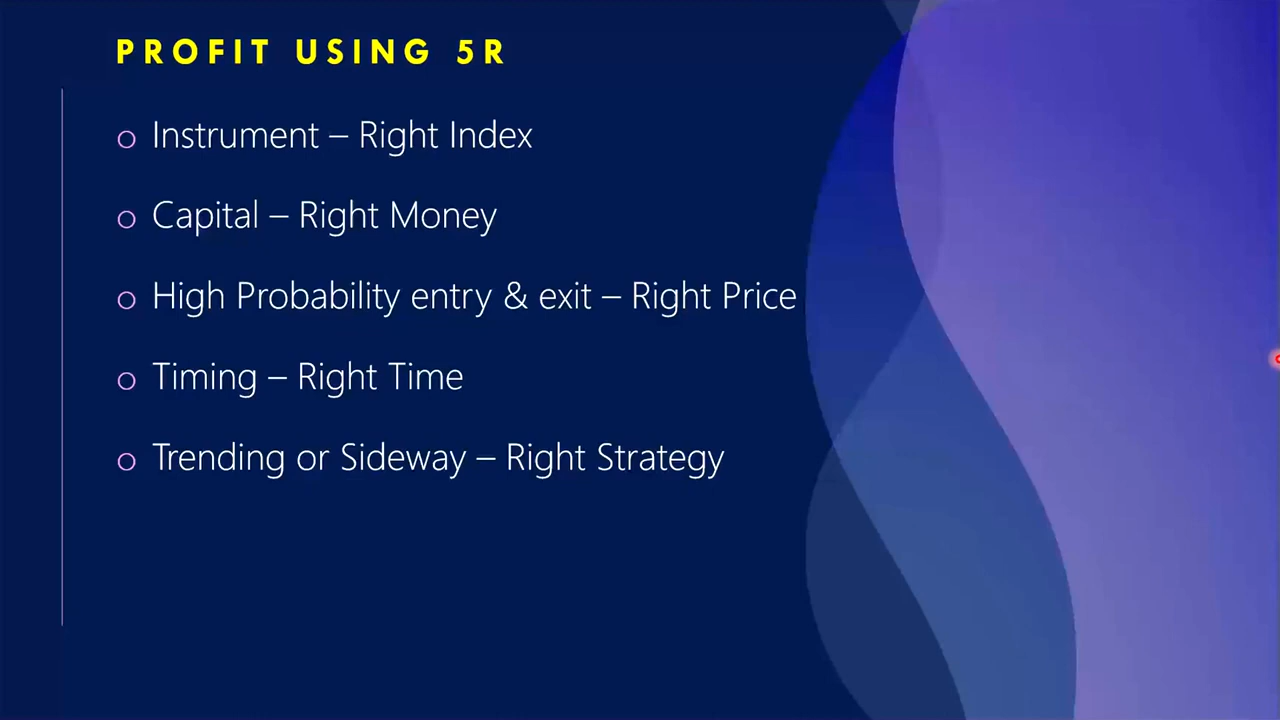 PROFIT USING 5R
Instrument – Right Index
Capital – Right Money
High Probability entry & exit – Right Price
Timing – Right Time
Trending or Sideway – Right Strategy